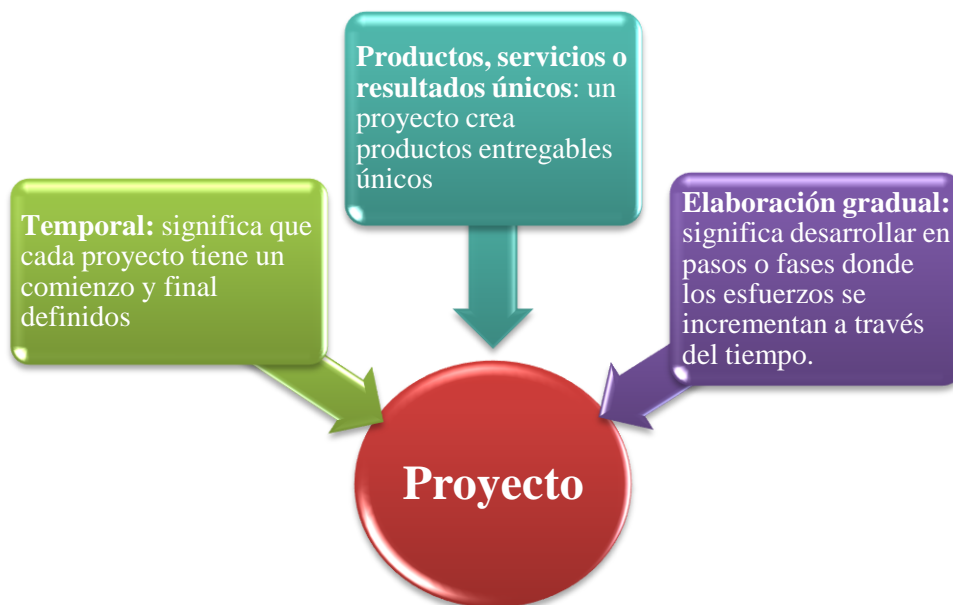 Productos, servicios o
resultados únicos: un
proyecto crea
productos entregables
únicos
Temporal: significa que
cada proyecto tiene un
comienzo y final
definidos
Elaboración gradual:
significa desarrollar en
pasos o fases donde
los esfuerzos se
incrementan a través
del tiempo.
Proyecto